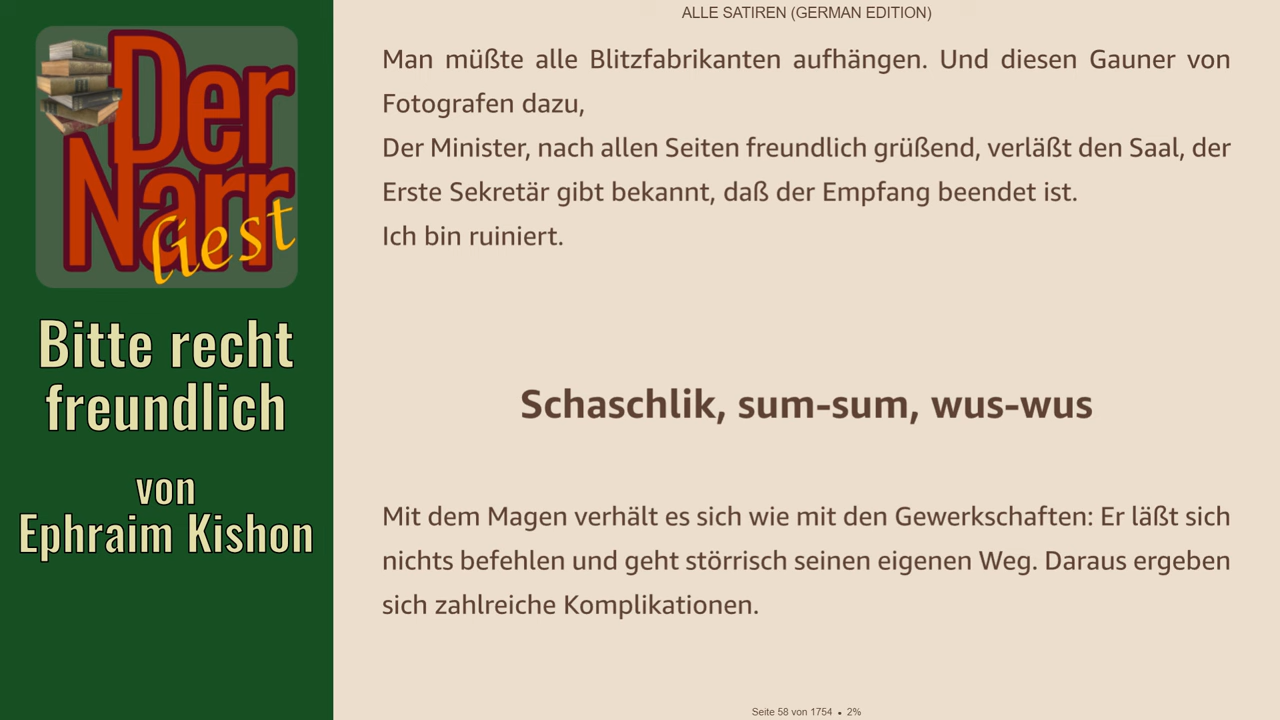 Der
Narr
liest
Bitte recht
freundlich
von
Ephraim Kishon
ALLE SATIREN (GERMAN EDITION)
Man müßte alle Blitzfabrikanten aufhängen. Und diesen Gauner von
Fotografen dazu,
Der Minister, nach allen Seiten freundlich grüßend, verläßt den Saal, der
Erste Sekretär gibt bekannt, daß der Empfang beendet ist.
Ich bin ruiniert.
Schaschlik, sum-sum, wus-wus
Mit dem Magen verhält es sich wie mit den Gewerkschaften: Er läßt sich
nichts befehlen und geht störrisch seinen eigenen Weg. Daraus ergeben
sich zahlreiche Komplikationen.
Seite 58 von 1754 • 2%